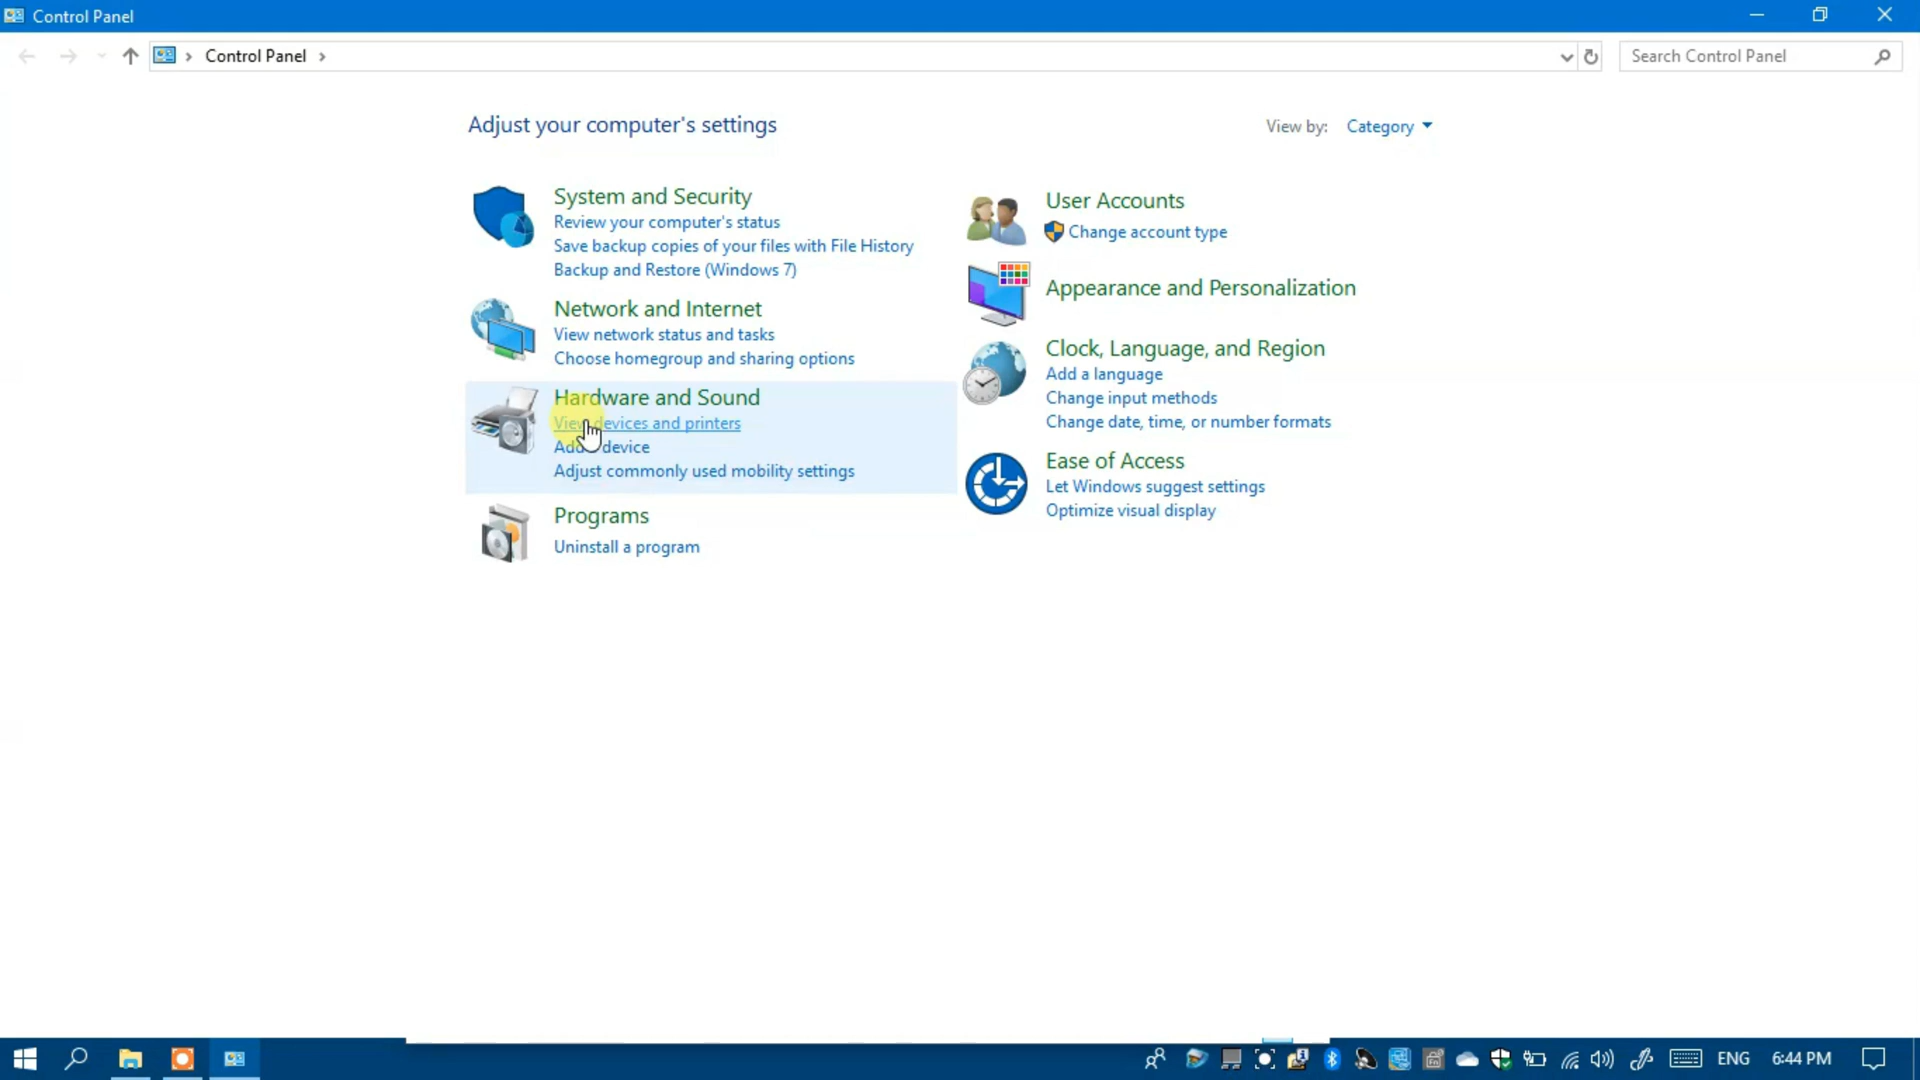 Control Panel
Control Panel
Search Control Panel
Adjust your computer's settings
View by: Category
System and Security
Review your computer's status
Save backup copies of your files with File History
Backup and Restore (Windows 7)
Network and Internet
View network status and tasks
Choose homegroup and sharing options
Hardware and Sound
View devices and printers
Add device
Adjust commonly used mobility settings
Programs
Uninstall a program
User Accounts
Change account type
Appearance and Personalization
Clock, Language, and Region
Add a language
Change input methods
Change date, time, or number formats
Ease of Access
Let Windows suggest settings
Optimize visual display
ENG
6:44 PM